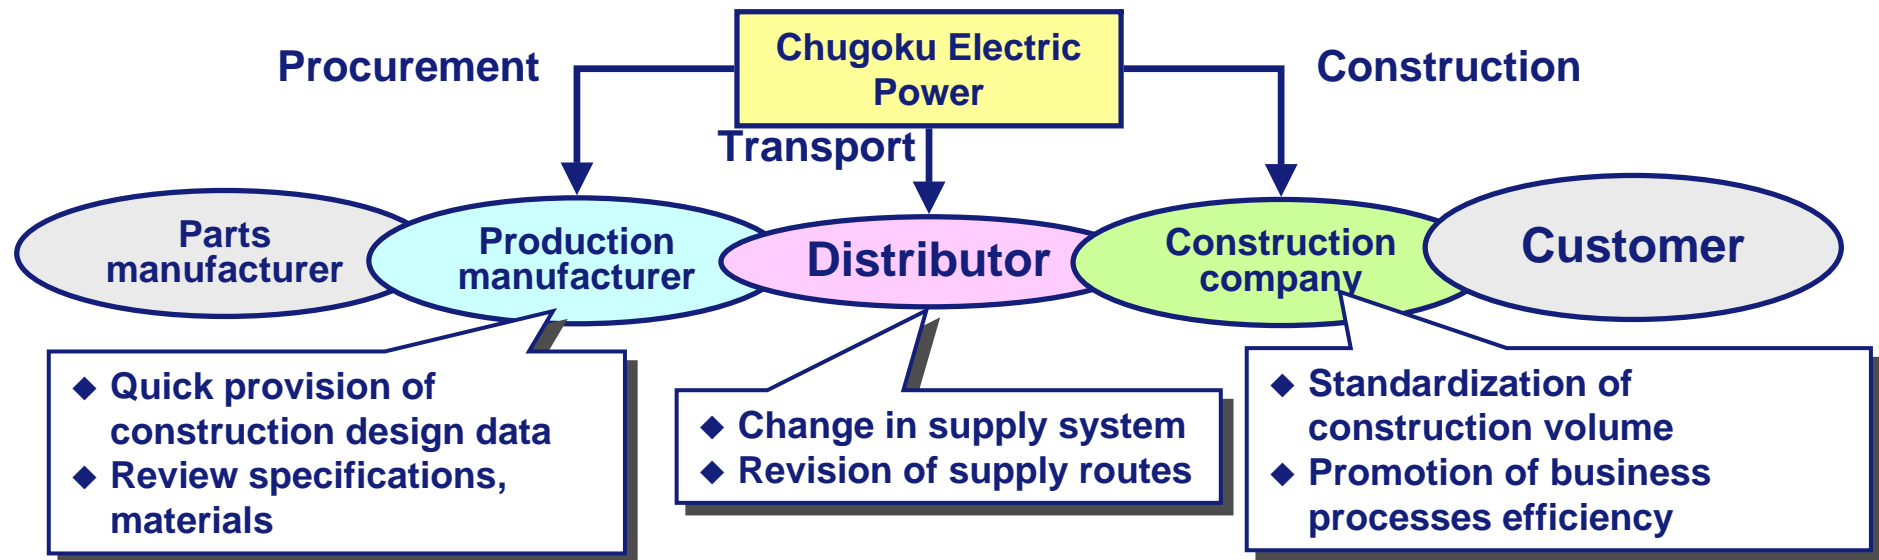 Chugoku Electric
Power
Procurement
Construction
Transport
Parts
manufacturer
Production
manufacturer
Distributor
Construction
company
Customer
◆ Quick provision of
construction design data
◆ Review specifications,
materials
◆ Change in supply system
◆ Revision of supply routes
◆ Standardization of
construction volume
◆ Promotion of business
processes efficiency